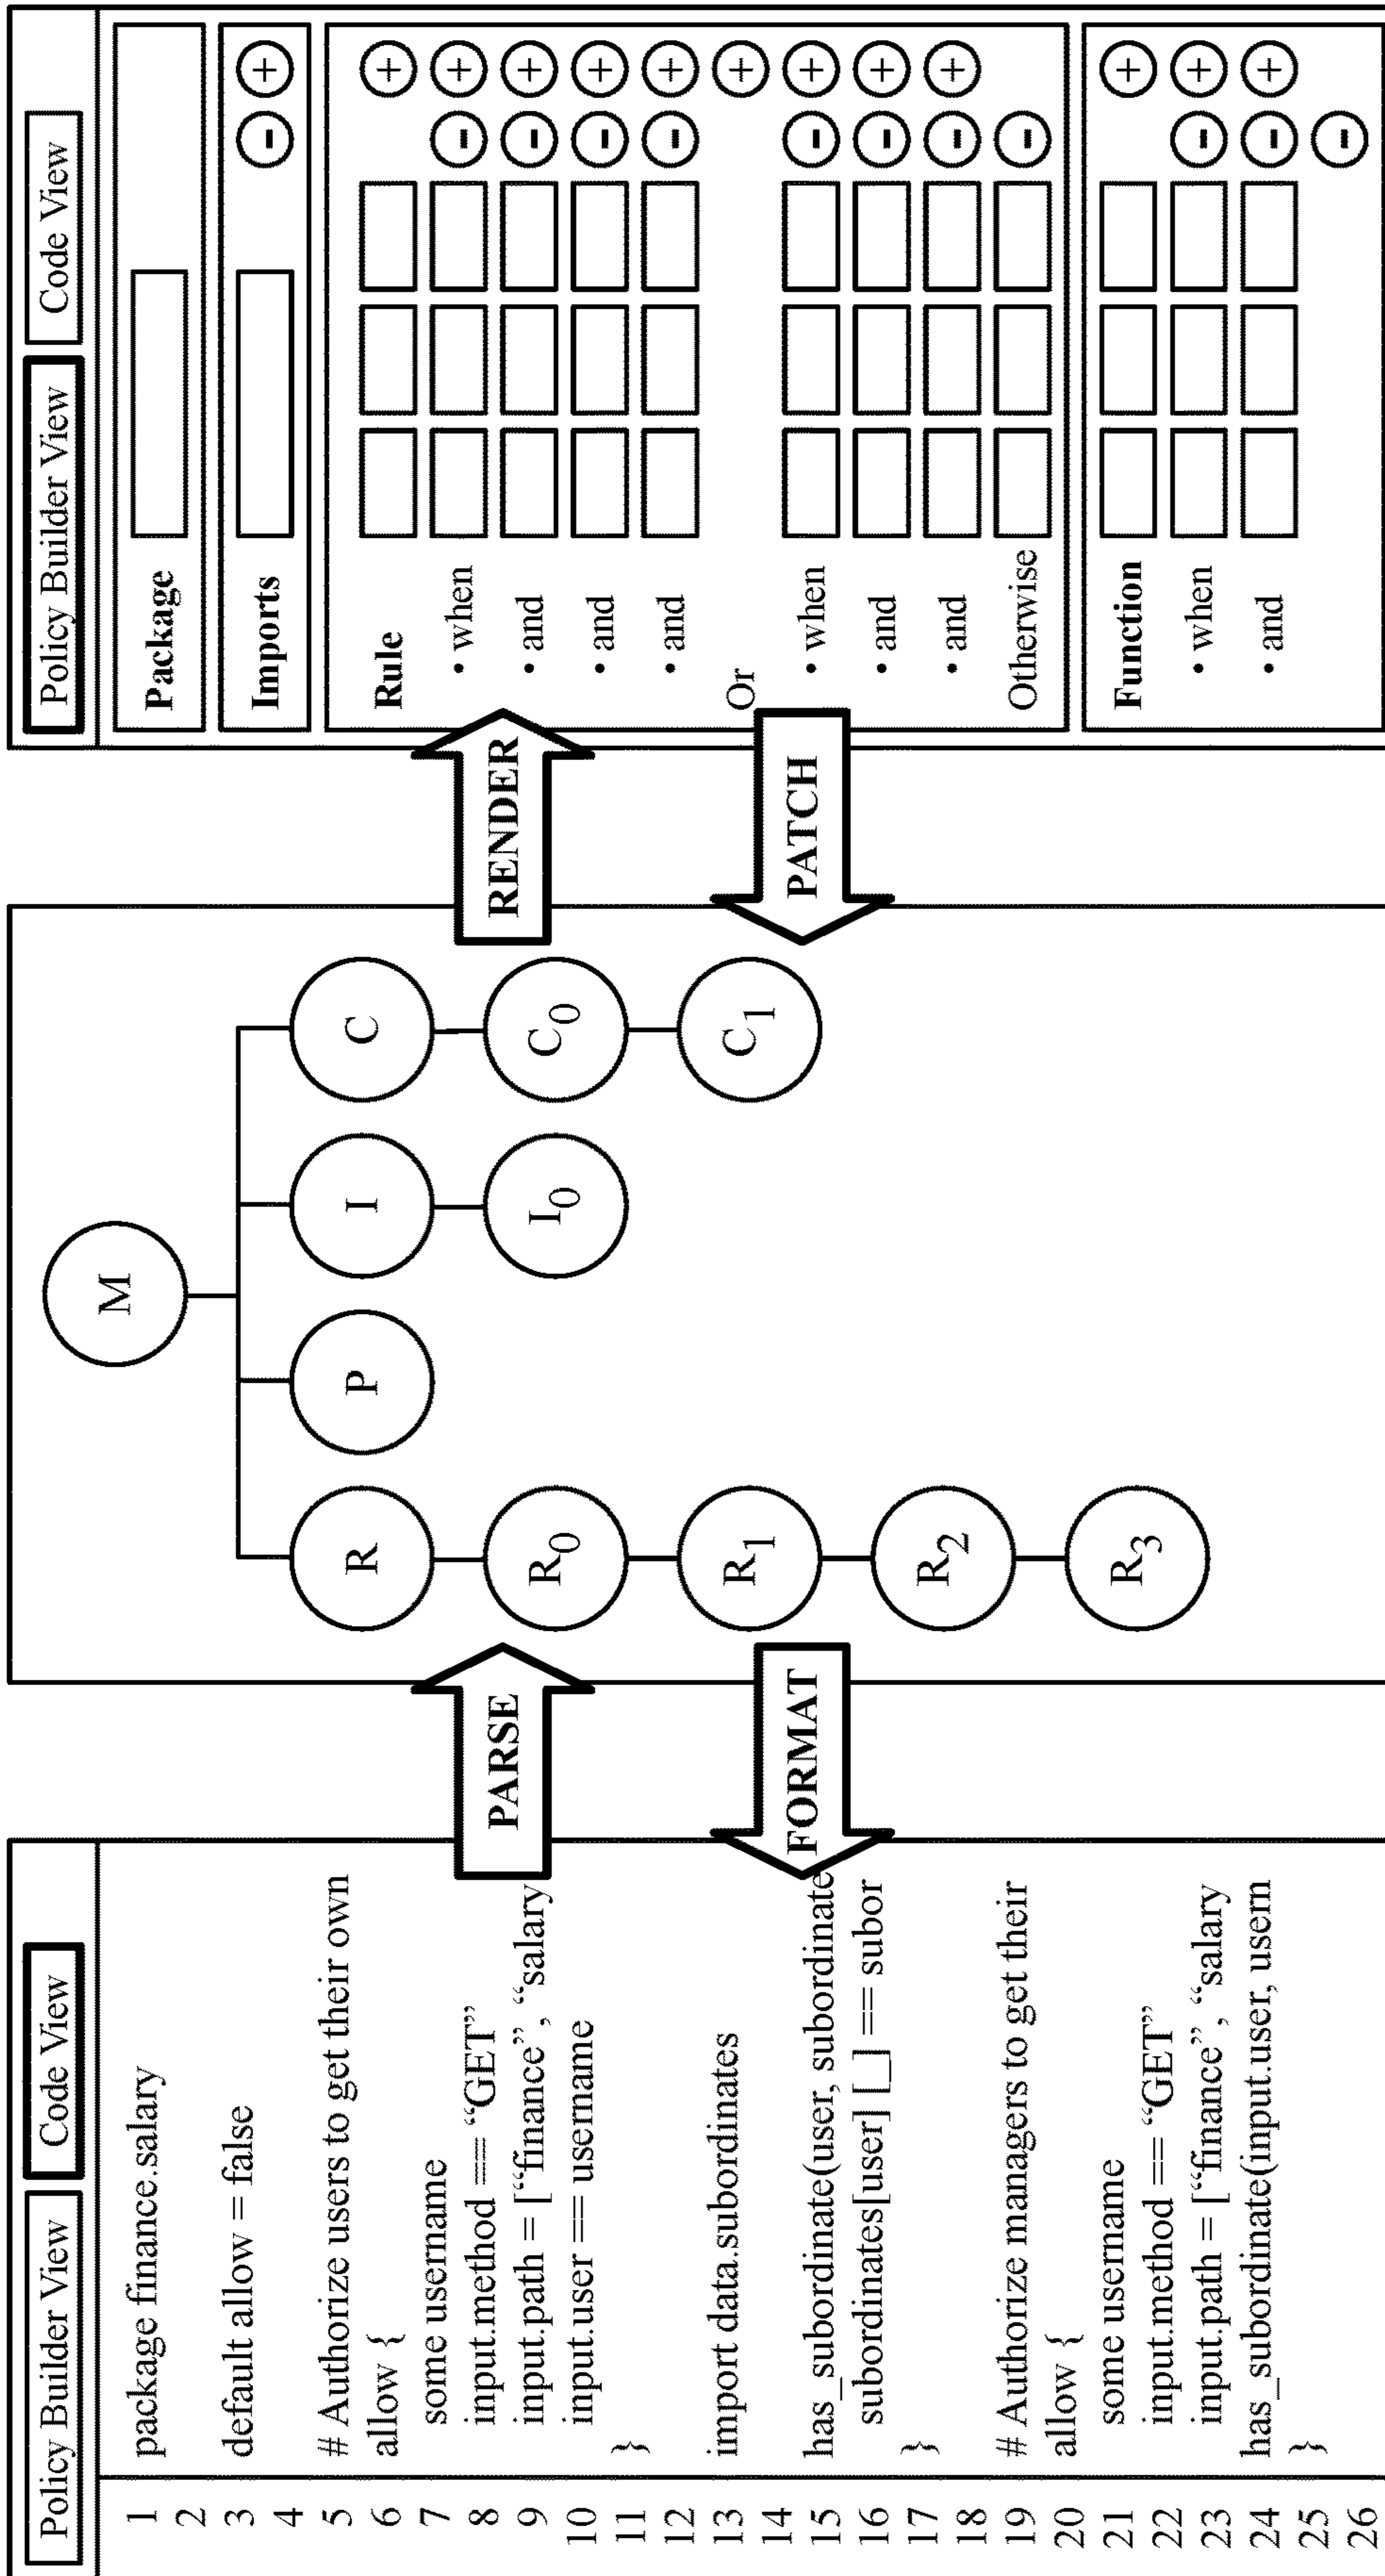 Policy Builder View
Code View
1
2
3
4
5
6
7
8
9
10
11
12
13
14
15
16
17
18
19
20
21
22
23
24
25
26
package finance.salary
default allow = false
# Authorize users to get their own
allow {
some username
input.method == “GET”
input.path = [“finance”, “salary
input.user == username
}
import data.subordinates
has_subordinate(user, subordinate
subordinates[user] [_] == subor
}
# Authorize managers to get their
allow {
some username
input.method == “GET”
input.path = [“finance”, “salary
has_subordinate(input.user, usern
}
PARSE
FORMAT
M
R
P
I
C
R0
I0
C0
R1
C1
R2
R3
RENDER
PATCH
Policy Builder View
Code View
Package
Imports
- +
Rule
+
• when
- +
• and
- +
• and
- +
• and
- +
Or
+
• when
- +
• and
- +
• and
- +
Otherwise
-
Function
+
• when
- +
• and
- +
-